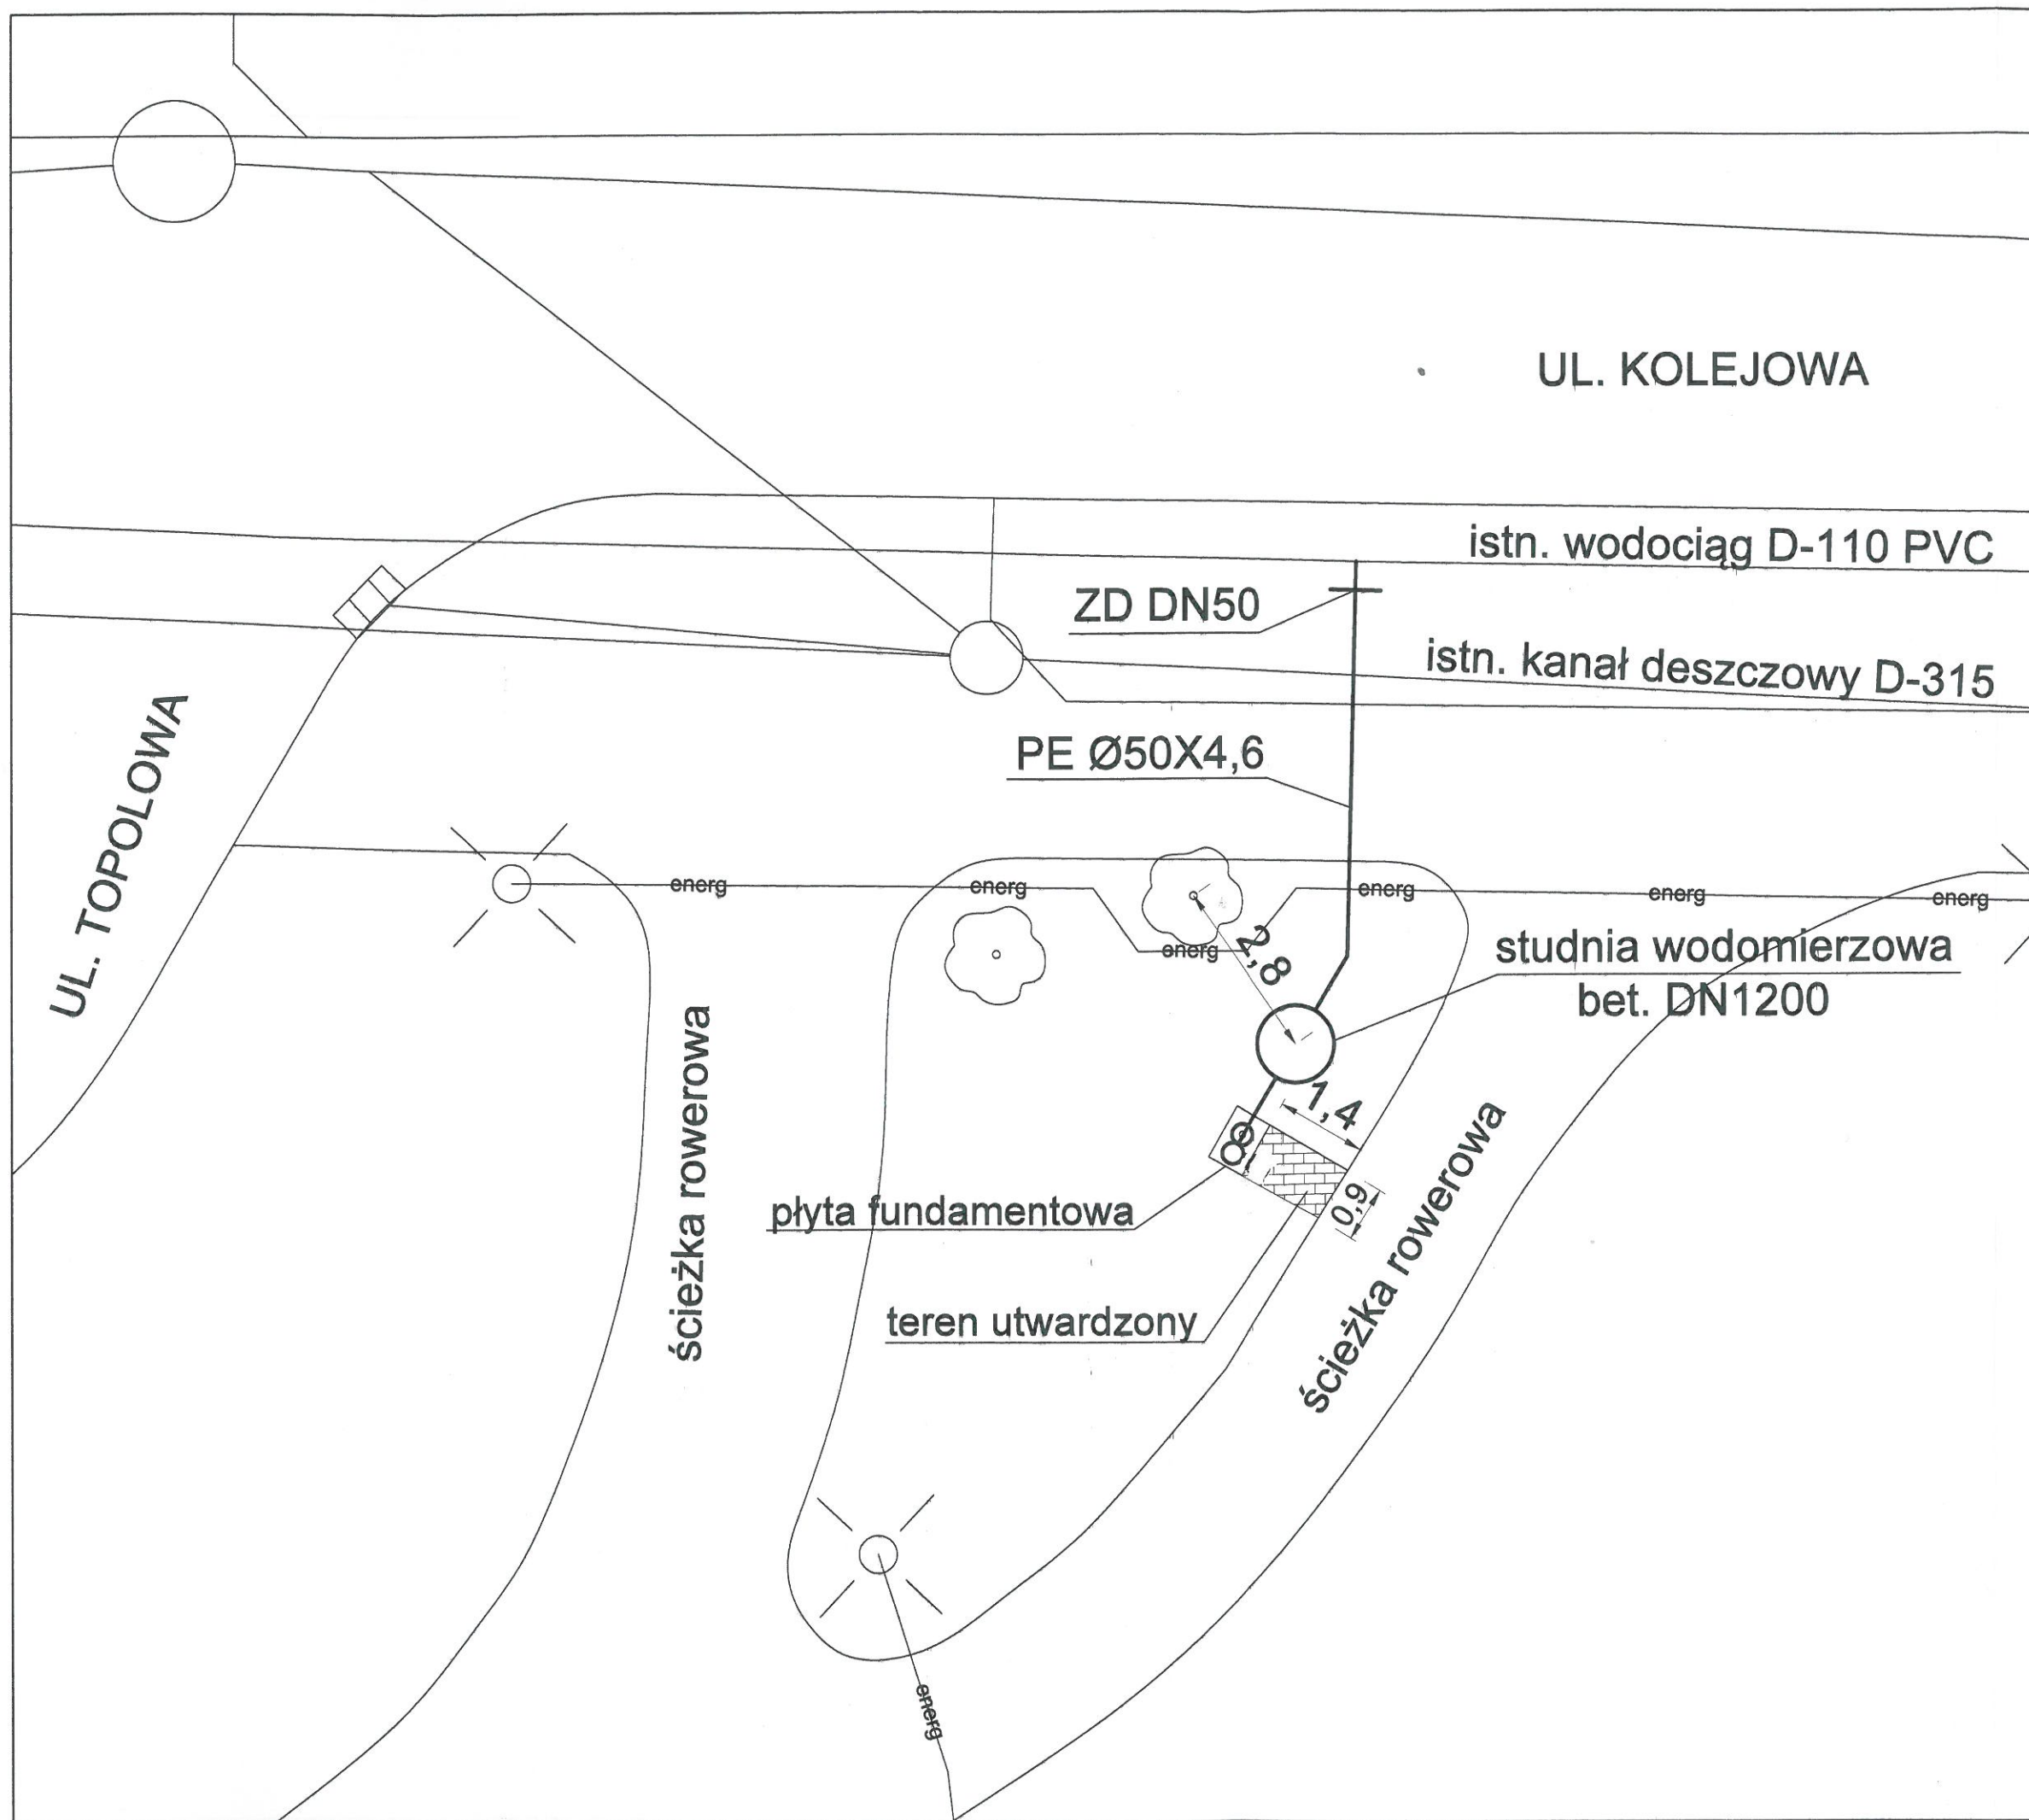 UL. KOLEJOWA
istn. wodociąg D-110 PVC
ZD DN50
istn. kanał deszczowy D-315
UL. TOPOLOWA
PE Ø50X4,6
energ
energ
energ
energ
energ
energ
2,8
studnia wodomierzowa
bet. DN1200
ścieżka rowerowa
1,4
0,9
płyta fundamentowa
teren utwardzony
ścieżka rowerowa
energ